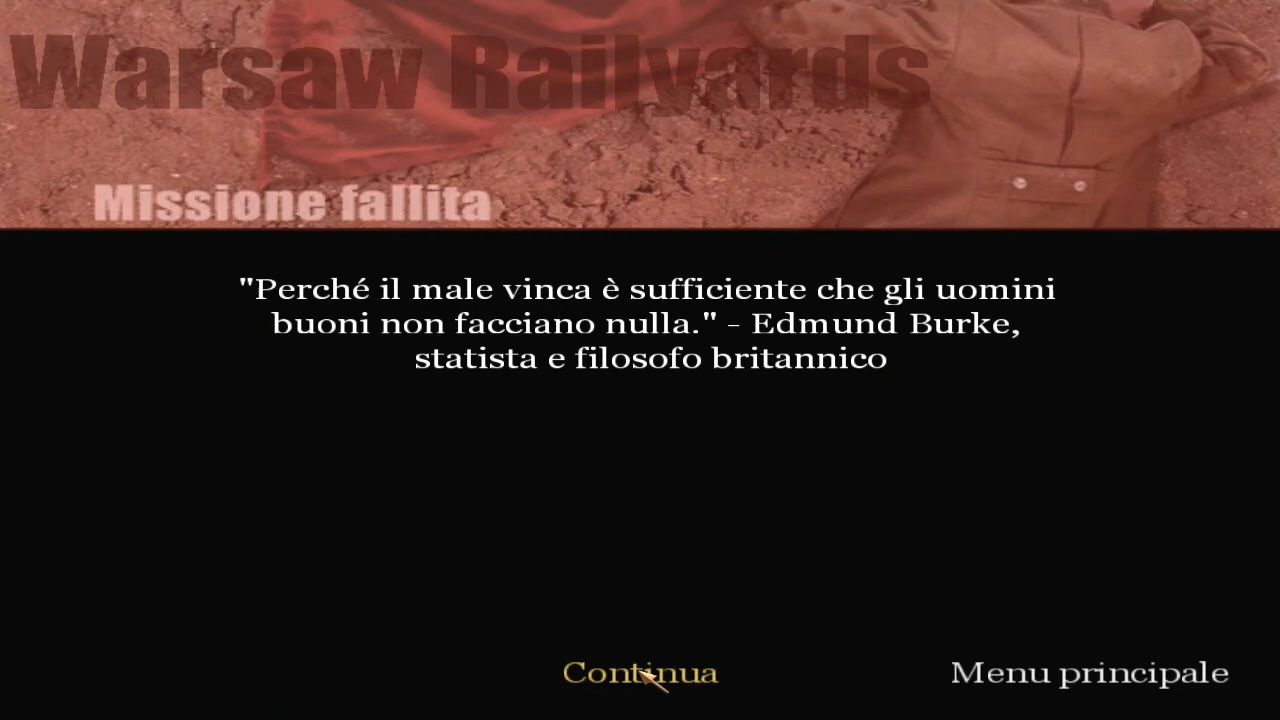 Warsaw Railyards
Missione fallita
"Perché il male vinca è sufficiente che gli uomini
buoni non facciano nulla." - Edmund Burke,
statista e filosofo britannico
Continua
Menu principale